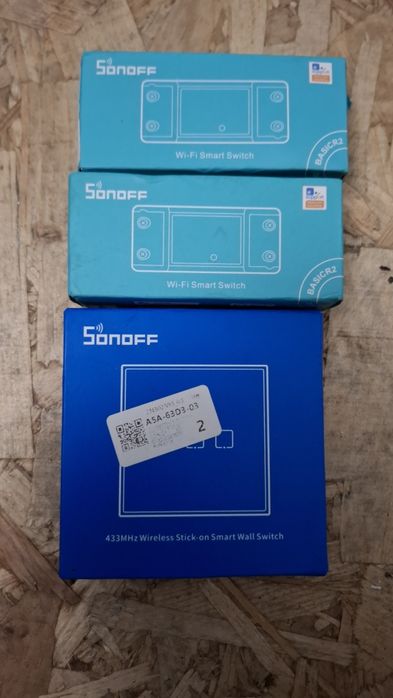 SONOFF
Wi-Fi Smart Switch
BASICR2
SONOFF
Wi-Fi Smart Switch
BASICR2
SONOFF
A5A-63D3-03
2
433MHz Wireless Stick-on Smart Wall Switch